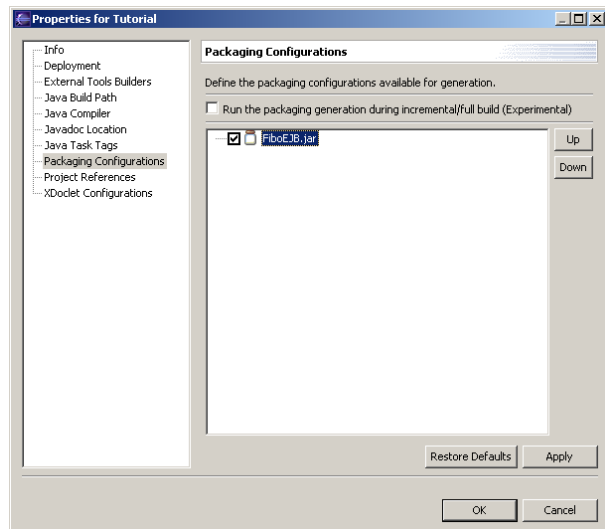 Properties for Tutorial
Info
Deployment
External Tools Builders
Java Build Path
Java Compiler
Javadoc Location
Java Task Tags
Packaging Configurations
Project References
XDoclet Configurations
Packaging Configurations
Define the packaging configurations available for generation.
Run the packaging generation during incremental/full build (Experimental)
FiboEJB.jar
Up
Down
Restore Defaults
Apply
OK
Cancel